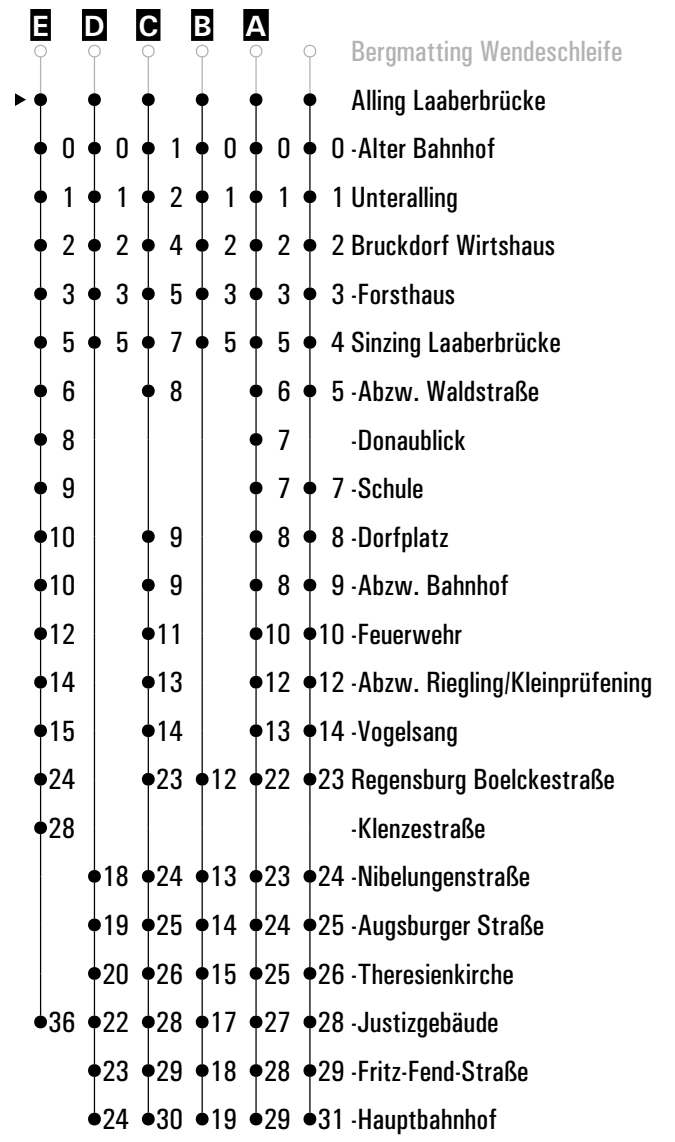 E D C B A
Bergmatting Wendeschleife
Alling Laaberbrücke
0 0 1 0 0 0 -Alter Bahnhof
1 1 2 1 1 1 Unteralling
2 2 4 2 2 2 Bruckdorf Wirtshaus
3 3 5 3 3 3 -Forsthaus
5 5 7 5 5 4 Sinzing Laaberbrücke
6 8 6 5 -Abzw. Waldstraße
8 7 -Donaublick
9 7 7 -Schule
10 9 8 8 -Dorfplatz
10 9 8 9 -Abzw. Bahnhof
12 11 10 10 -Feuerwehr
14 13 12 12 -Abzw. Riegling/Kleinprüfening
15 14 13 14 -Vogelsang
24 23 12 22 23 Regensburg Boelckestraße
28 -Klenzestraße
18 24 13 23 24 -Nibelungenstraße
19 25 14 24 25 -Augsburger Straße
20 26 15 25 26 -Theresienkirche
36 22 28 17 27 28 -Justizgebäude
23 29 18 28 29 -Fritz-Fend-Straße
24 30 19 29 31 -Hauptbahnhof